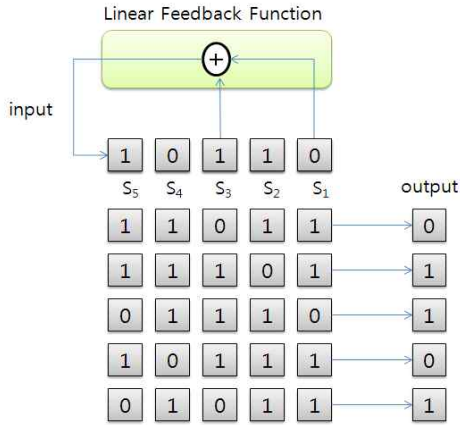 Linear Feedback Function
+
input
1 0 1 1 0
S₅ S₄ S₃ S₂ S₁ output
1 1 0 1 1 0
1 1 1 0 1 1
0 1 1 1 0 1
1 0 1 1 1 0
0 1 0 1 1 1